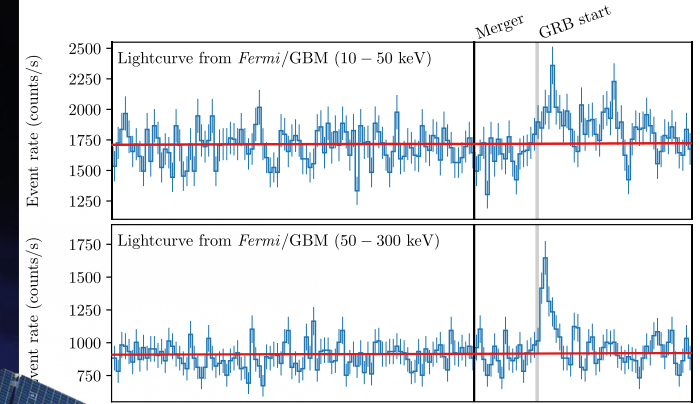 Merger
GRB start
2500
2250
2000
1750
1500
1250
Event rate (counts/s)
Lightcurve from Fermi/GBM (10 − 50 keV)
1750
1500
1250
1000
750
Event rate (counts/s)
Lightcurve from Fermi/GBM (50 − 300 keV)